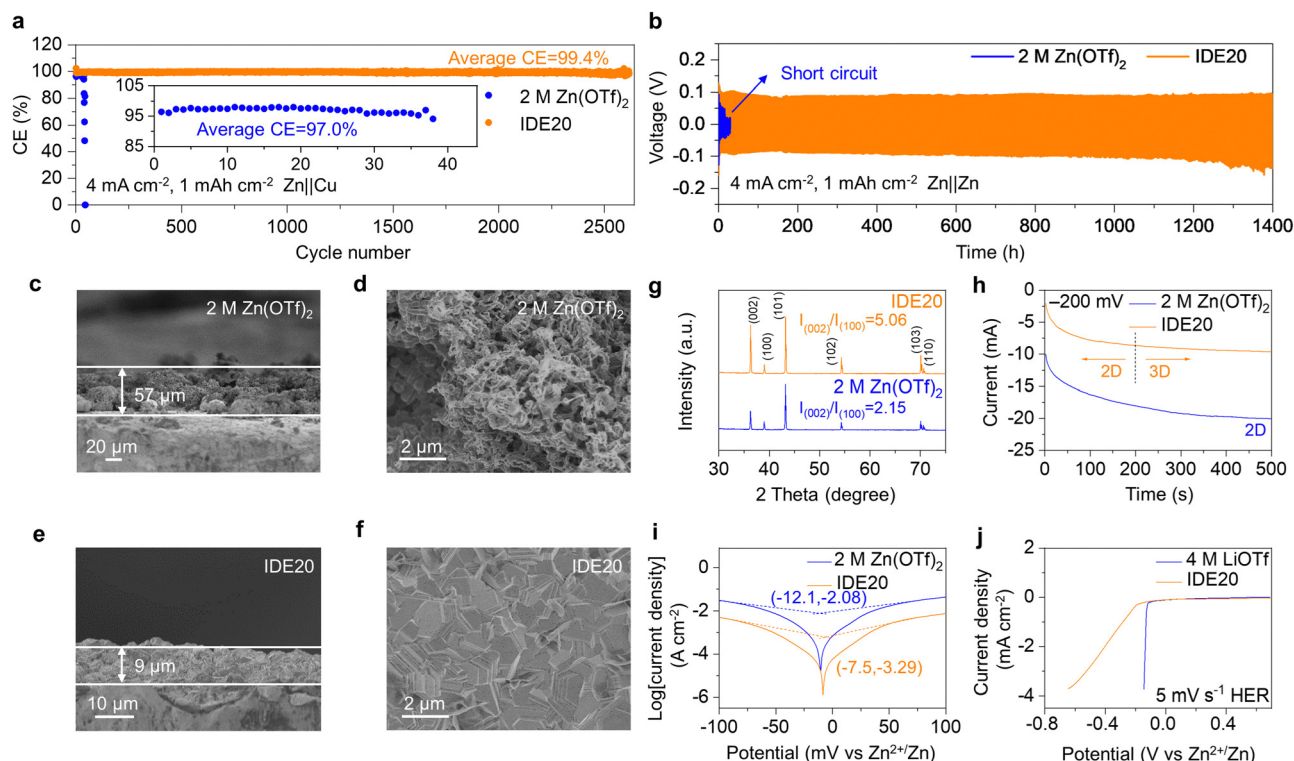 a
120
100
80
60
40
20
0
CE (%)
Average CE=99.4%
2 M Zn(OTf)₂
IDE20
105
95
85
Average CE=97.0%
0 10 20 30 40
4 mA cm⁻², 1 mAh cm⁻² Zn||Cu
0 500 1000 1500 2000 2500
Cycle number
b
2 M Zn(OTf)₂ IDE20
Short circuit
0.2
0.1
0.0
-0.1
-0.2
Voltage (V)
4 mA cm⁻², 1 mAh cm⁻² Zn||Zn
0 200 400 600 800 1000 1200 1400
Time (h)
c
2 M Zn(OTf)₂
57 µm
20 µm
d
2 M Zn(OTf)₂
2 µm
g
Intensity (a.u.)
(002)
(100)
(101)
(102)
(103)
(110)
IDE20
I₍₀₀₂₎/I₍₁₀₀₎=5.06
2 M Zn(OTf)₂
I₍₀₀₂₎/I₍₁₀₀₎=2.15
30 40 50 60 70
2 Theta (degree)
h
0
-5
-10
-15
-20
-25
Current (mA)
−200 mV
2 M Zn(OTf)₂
IDE20
2D 3D
2D
0 100 200 300 400 500
Time (s)
e
IDE20
9 µm
10 µm
f
IDE20
2 µm
i
Log[current density]
(A cm⁻²)
0
-2
-4
-6
2 M Zn(OTf)₂
IDE20
(-12.1,-2.08)
(-7.5,-3.29)
-100 -50 0 50 100
Potential (mV vs Zn²⁺/Zn)
j
Current density
(mA cm⁻²)
2
0
-2
-4
4 M LiOTf
IDE20
5 mV s⁻¹ HER
-0.8 -0.4 0.0 0.4
Potential (V vs Zn²⁺/Zn)